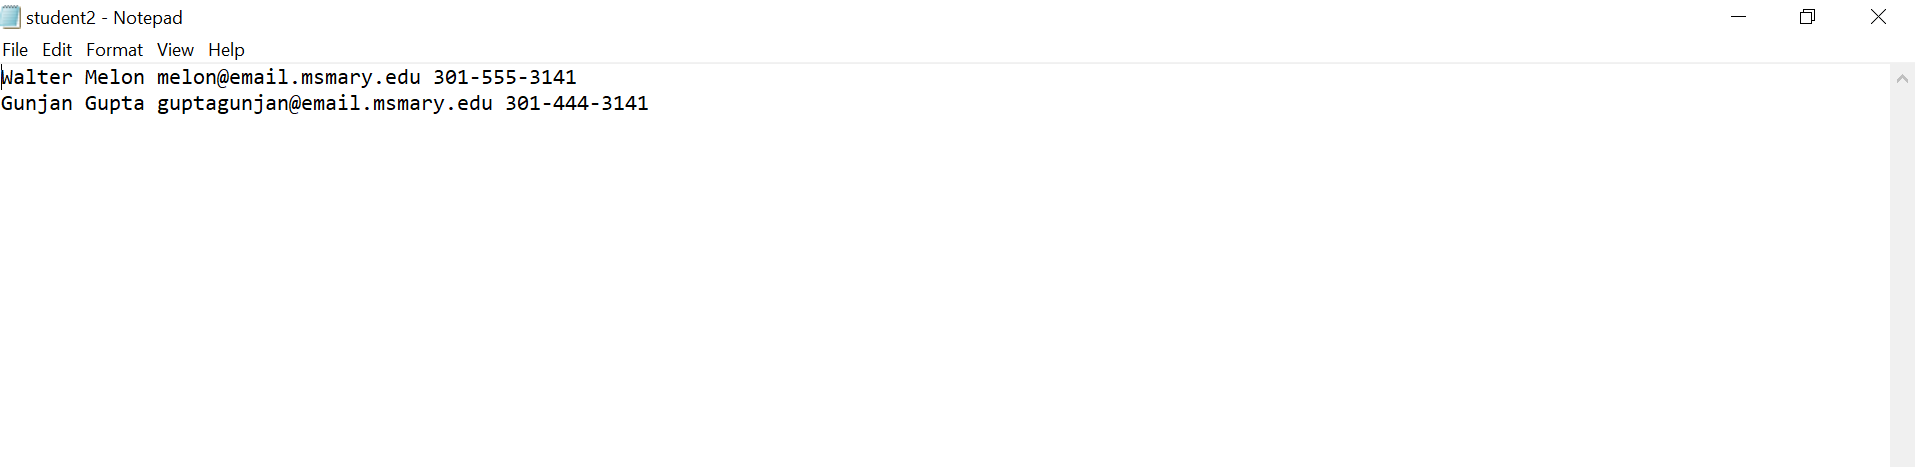 student2 - Notepad
File Edit Format View Help
Walter Melon melon@email.msmary.edu 301-555-3141
Gunjan Gupta guptagunjan@email.msmary.edu 301-444-3141